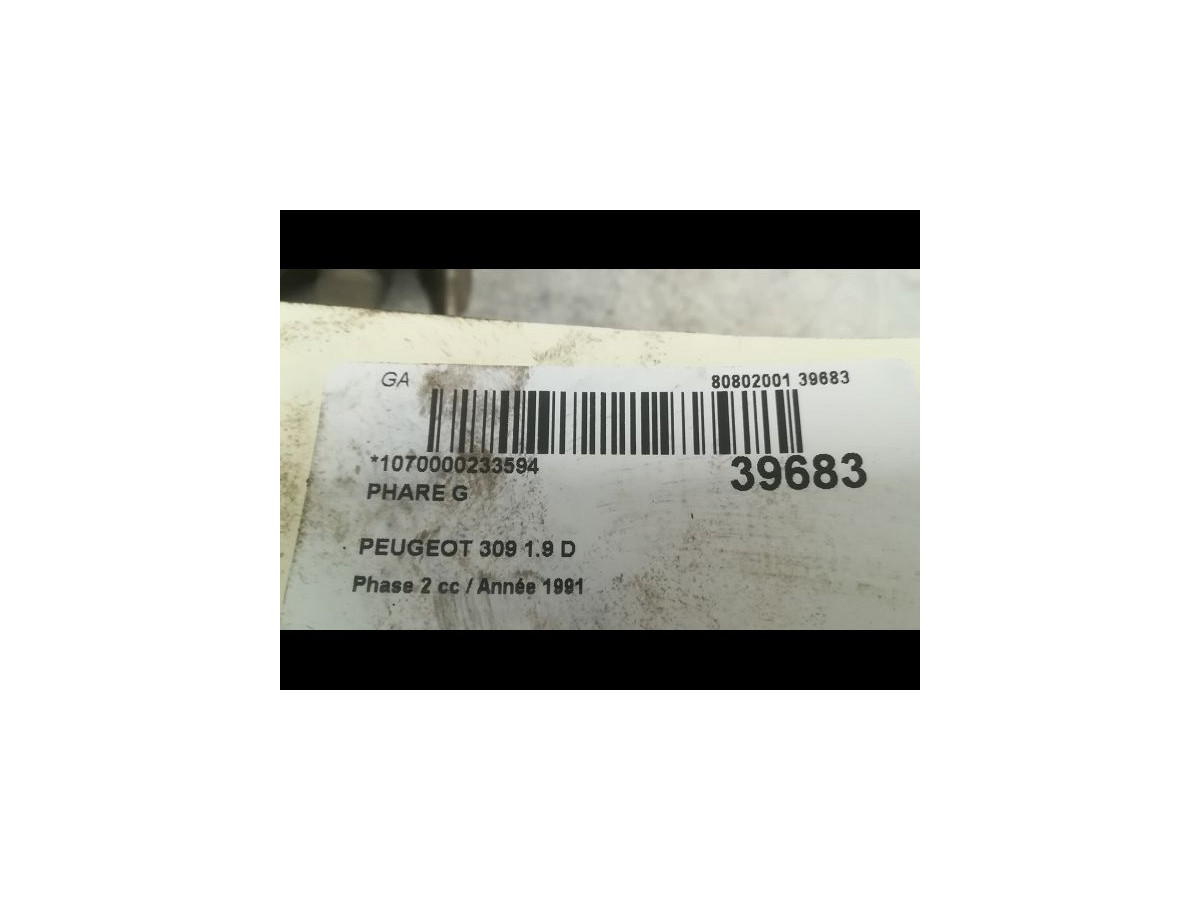 GA 80802001 39683
*1070000233594 39683
PHARE G
PEUGEOT 309 1.9 D
Phase 2 cc / Année 1991